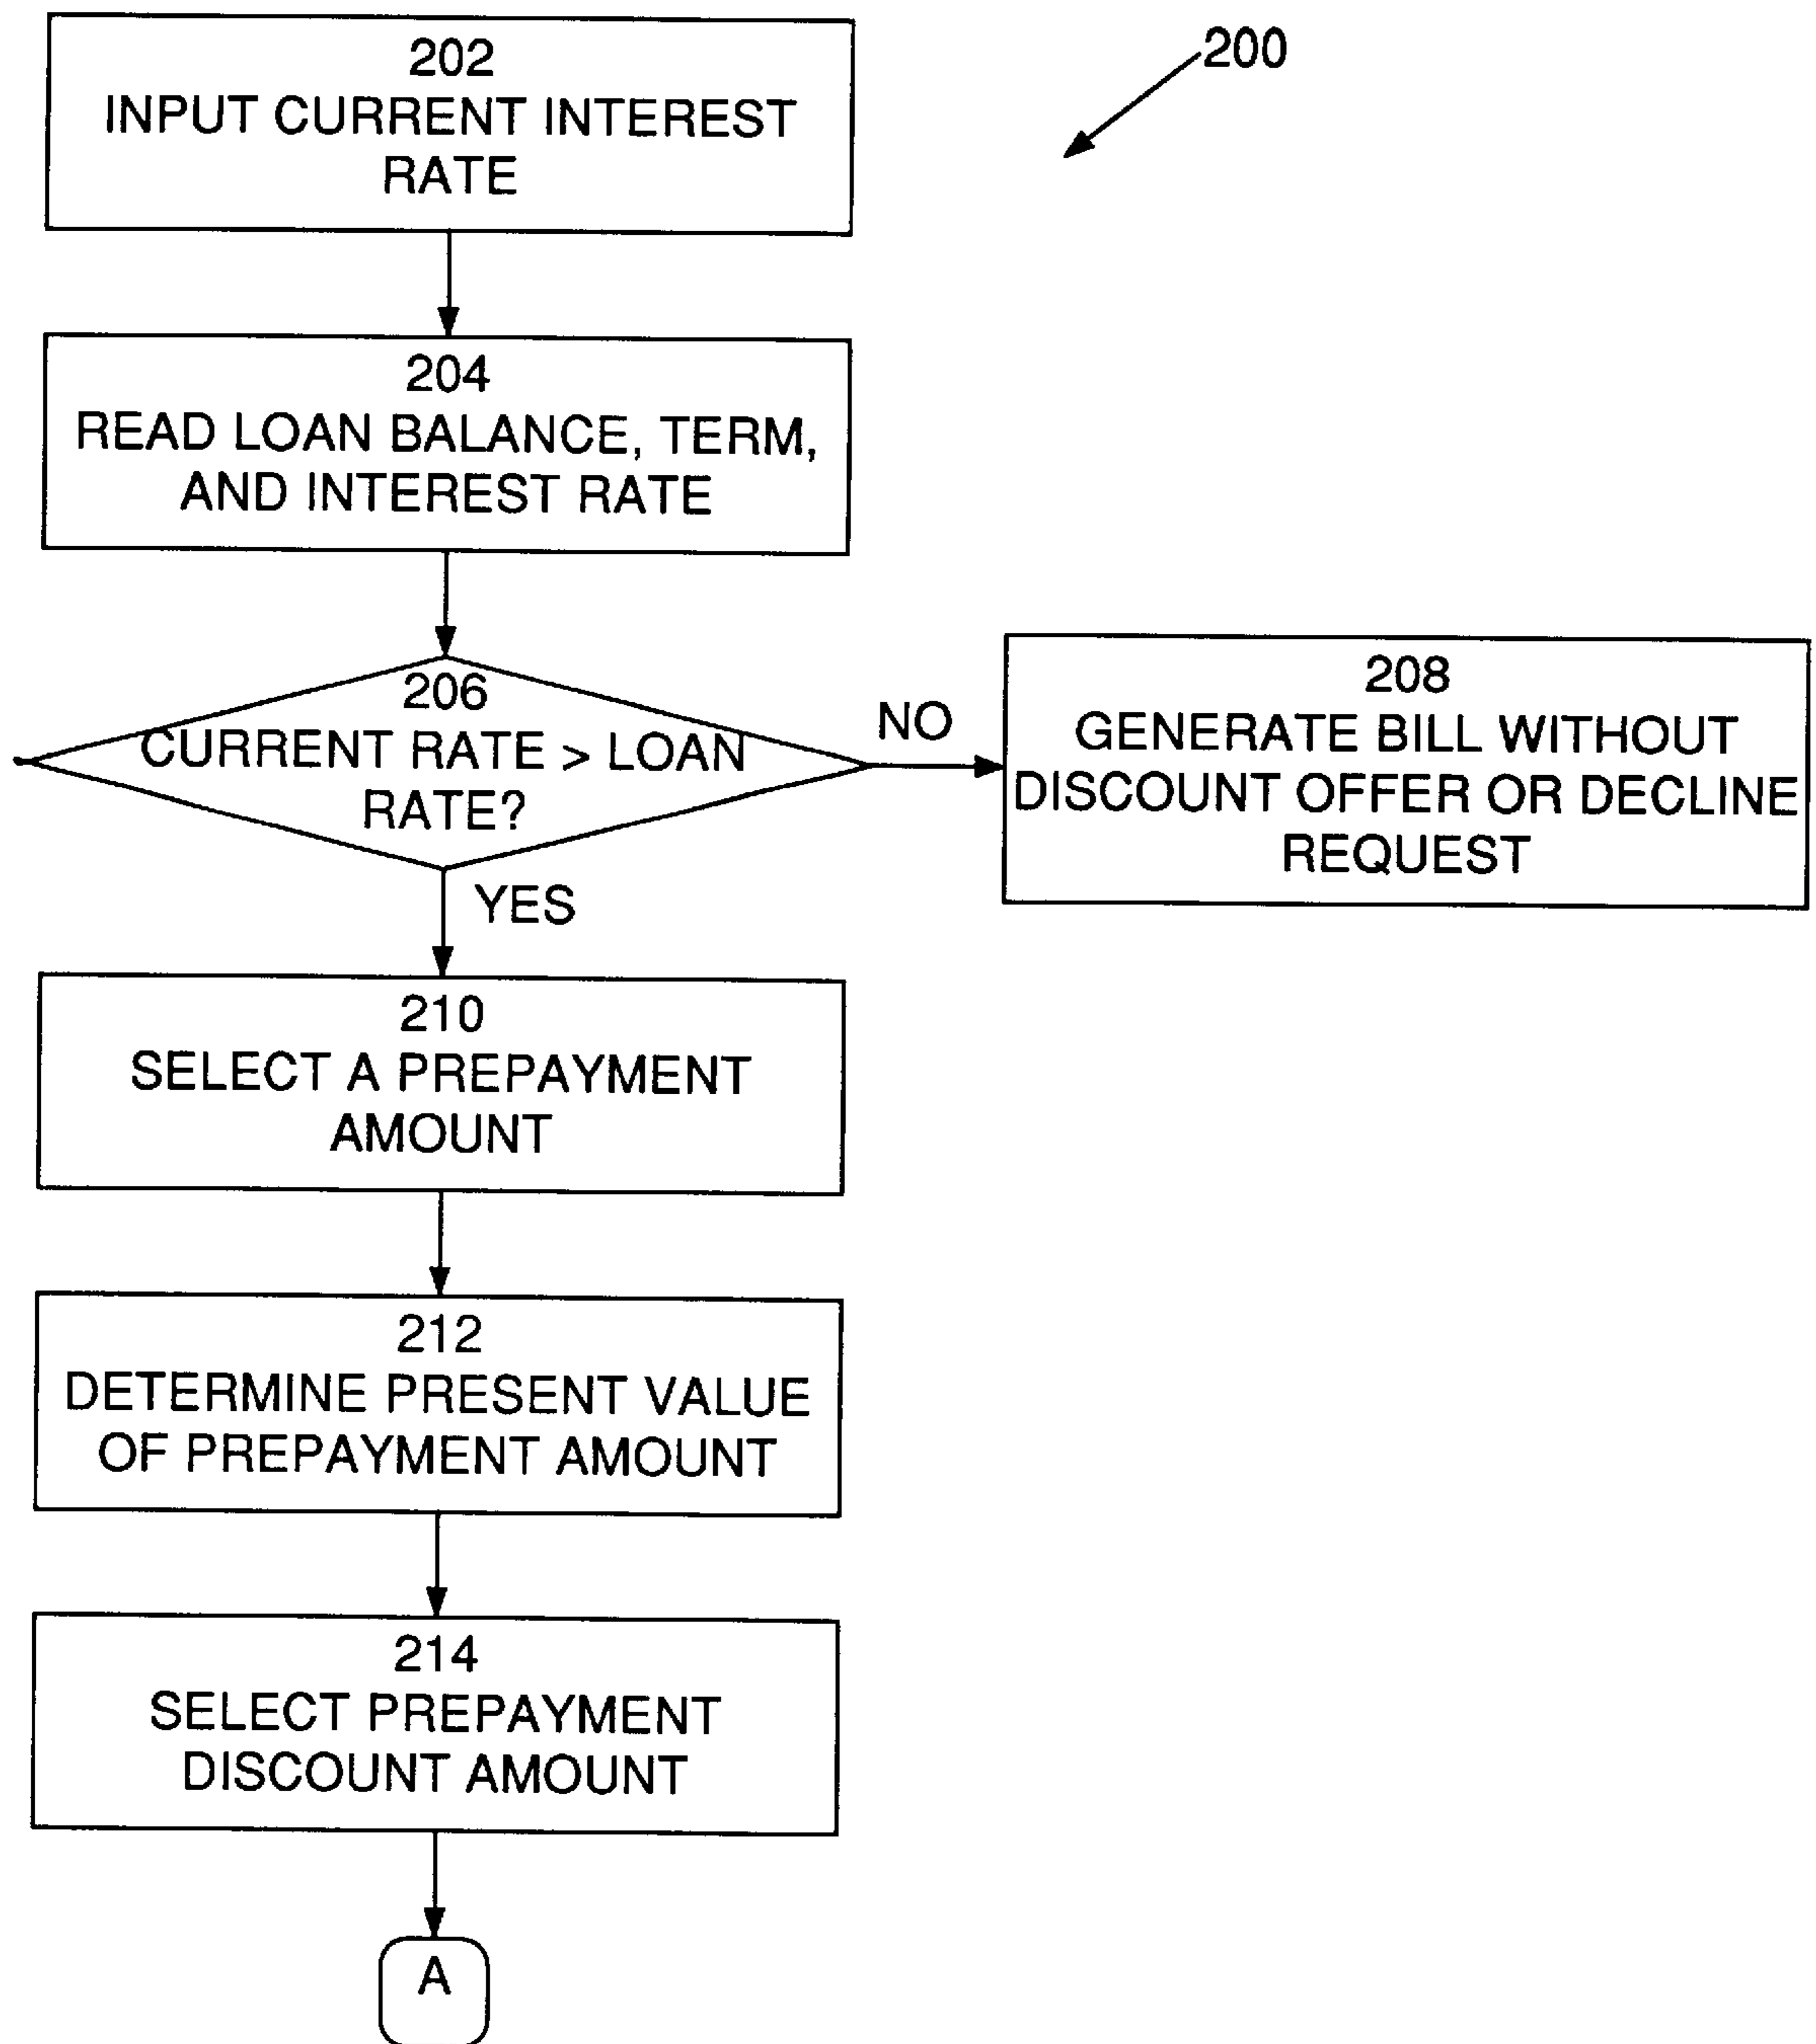 202
INPUT CURRENT INTEREST
RATE
200
204
READ LOAN BALANCE, TERM,
AND INTEREST RATE
206
CURRENT RATE > LOAN
RATE?
NO
208
GENERATE BILL WITHOUT
DISCOUNT OFFER OR DECLINE
REQUEST
YES
210
SELECT A PREPAYMENT
AMOUNT
212
DETERMINE PRESENT VALUE
OF PREPAYMENT AMOUNT
214
SELECT PREPAYMENT
DISCOUNT AMOUNT
A